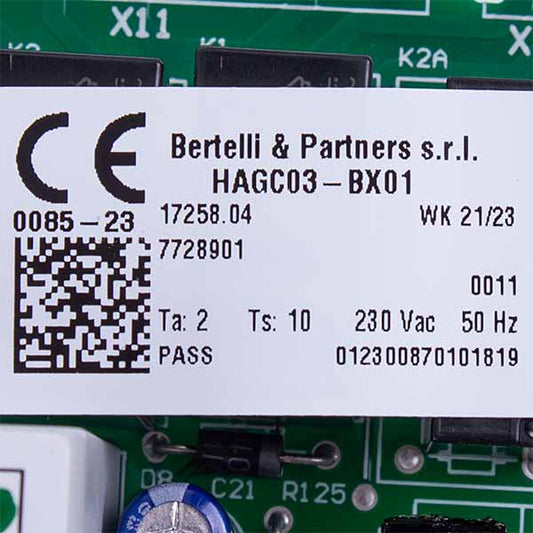 X11
K2
K1
K2A
CE
Bertelli & Partners s.r.l.
HAGC03-BX01
0085-23
17258.04 WK 21/23
7728901
0011
Ta: 2 Ts: 10 230 Vac 50 Hz
PASS 012300870101819
D8 C21 R125